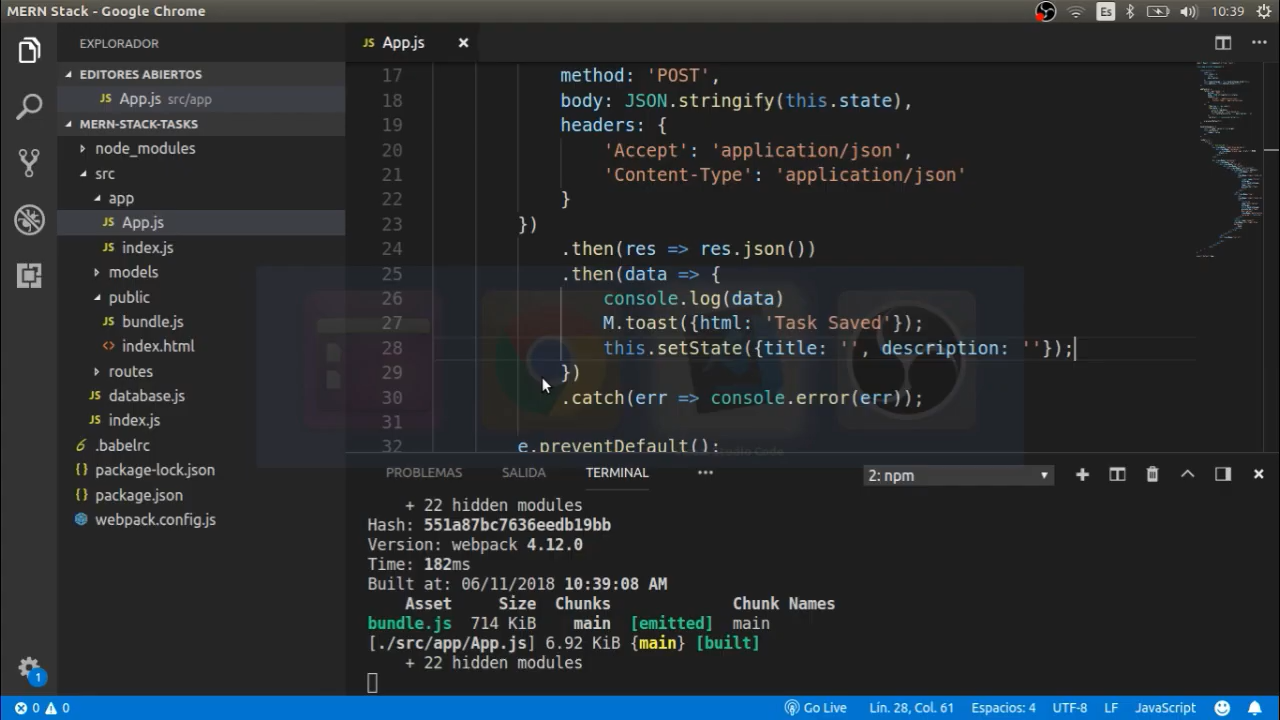 MERN Stack - Google Chrome
Es
10:39
EXPLORADOR
EDITORES ABIERTOS
JS App.js src/app
MERN-STACK-TASKS
node_modules
src
app
JS App.js
JS index.js
models
public
JS bundle.js
<> index.html
routes
JS database.js
JS index.js
.babelrc
package-lock.json
package.json
webpack.config.js
1
JS App.js
17 method: 'POST',
18 body: JSON.stringify(this.state),
19 headers: {
20 'Accept': 'application/json',
21 'Content-Type': 'application/json'
22 }
23 })
24 .then(res => res.json())
25 .then(data => {
26 console.log(data)
27 M.toast({html: 'Task Saved'});
28 this.setState({title: '', description: ''});
29 })
30 .catch(err => console.error(err));
31
32 e.preventDefault();
PROBLEMAS SALIDA TERMINAL 2: npm
+ 22 hidden modules
Hash: 551a87bc7636eedb19bb
Version: webpack 4.12.0
Time: 182ms
Built at: 06/11/2018 10:39:08 AM
Asset Size Chunks Chunk Names
bundle.js 714 KiB main [emitted] main
[./src/app/App.js] 6.92 KiB {main} [built]
+ 22 hidden modules
0 0 Go Live Lín. 28, Col. 61 Espacios: 4 UTF-8 LF JavaScript